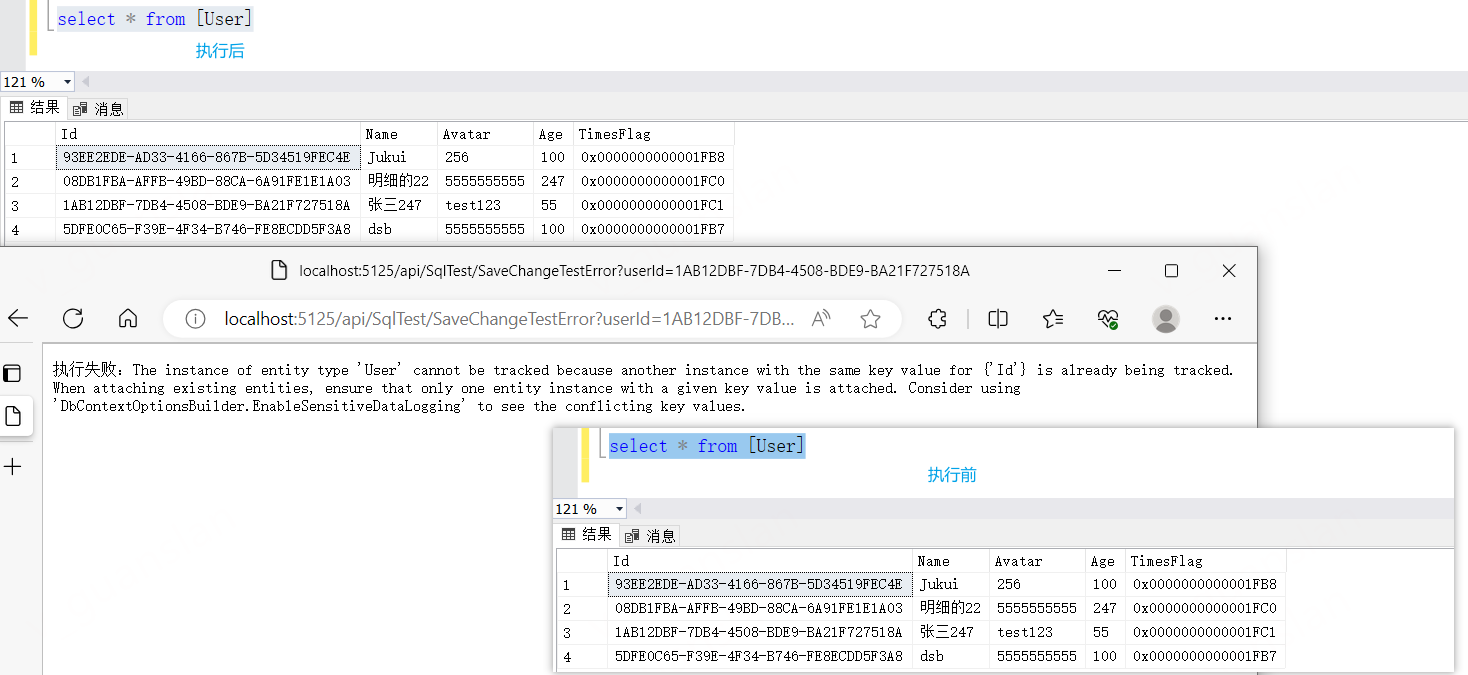 select * from [User]
执行后
121 %
结果 消息
Id Name Avatar Age TimesFlag
1 93EE2EDE-AD33-4166-867B-5D34519FEC4E Jukui 256 100 0x0000000000001FB8
2 08DB1FBA-AFFB-49BD-88CA-6A91FE1E1A03 明细的22 5555555555 247 0x0000000000001FC0
3 1AB12DBF-7DB4-4508-BDE9-BA21F727518A 张三247 test123 55 0x0000000000001FC1
4 5DFE0C65-F39E-4F34-B746-FE8ECDD5F3A8 dsb 5555555555 100 0x0000000000001FB7
localhost:5125/api/SqlTest/SaveChangeTestError?userId=1AB12DBF-7DB4-4508-BDE9-BA21F727518A
localhost:5125/api/SqlTest/SaveChangeTestError?userId=1AB12DBF-7DB...
执行失败：The instance of entity type 'User' cannot be tracked because another instance with the same key value for {'Id'} is already being tracked.
When attaching existing entities, ensure that only one entity instance with a given key value is attached. Consider using
'DbContextOptionsBuilder.EnableSensitiveDataLogging' to see the conflicting key values.
select * from [User]
执行前
121 %
结果 消息
Id Name Avatar Age TimesFlag
1 93EE2EDE-AD33-4166-867B-5D34519FEC4E Jukui 256 100 0x0000000000001FB8
2 08DB1FBA-AFFB-49BD-88CA-6A91FE1E1A03 明细的22 5555555555 247 0x0000000000001FC0
3 1AB12DBF-7DB4-4508-BDE9-BA21F727518A 张三247 test123 55 0x0000000000001FC1
4 5DFE0C65-F39E-4F34-B746-FE8ECDD5F3A8 dsb 5555555555 100 0x0000000000001FB7